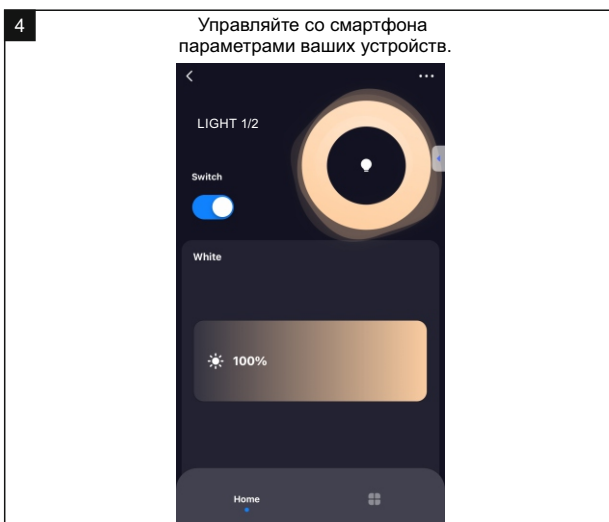 4
Управляйте со смартфона
параметрами ваших устройств.
LIGHT 1/2
Switch
White
100%
Home